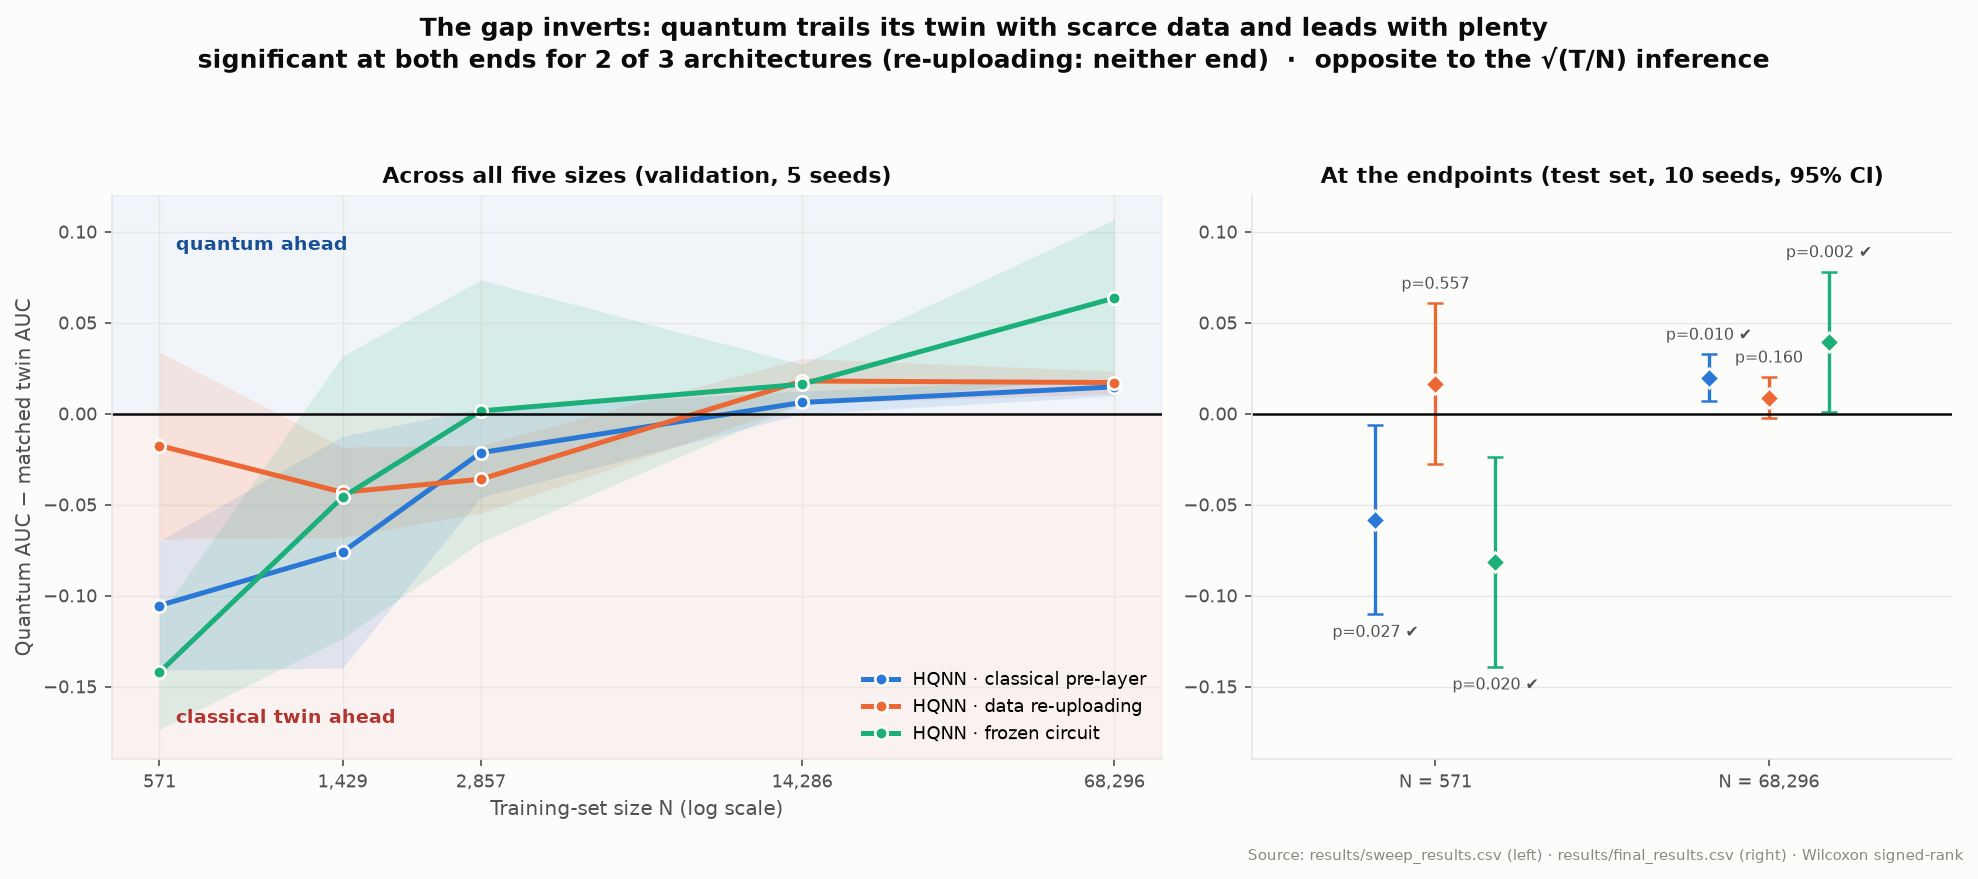 The gap inverts: quantum trails its twin with scarce data and leads with plenty
significant at both ends for 2 of 3 architectures (re-uploading: neither end)  ·  opposite to the √(T/N) inference
Across all five sizes (validation, 5 seeds)
Quantum AUC − matched twin AUC
0.10
0.05
0.00
−0.05
−0.10
−0.15
quantum ahead
classical twin ahead
HQNN · classical pre-layer
HQNN · data re-uploading
HQNN · frozen circuit
571
1,429
2,857
14,286
68,296
Training-set size N (log scale)
At the endpoints (test set, 10 seeds, 95% CI)
0.10
0.05
0.00
−0.05
−0.10
−0.15
p=0.027 ✔
p=0.557
p=0.020 ✔
p=0.010 ✔
p=0.160
p=0.002 ✔
N = 571
N = 68,296
Source: results/sweep_results.csv (left) · results/final_results.csv (right) · Wilcoxon signed-rank